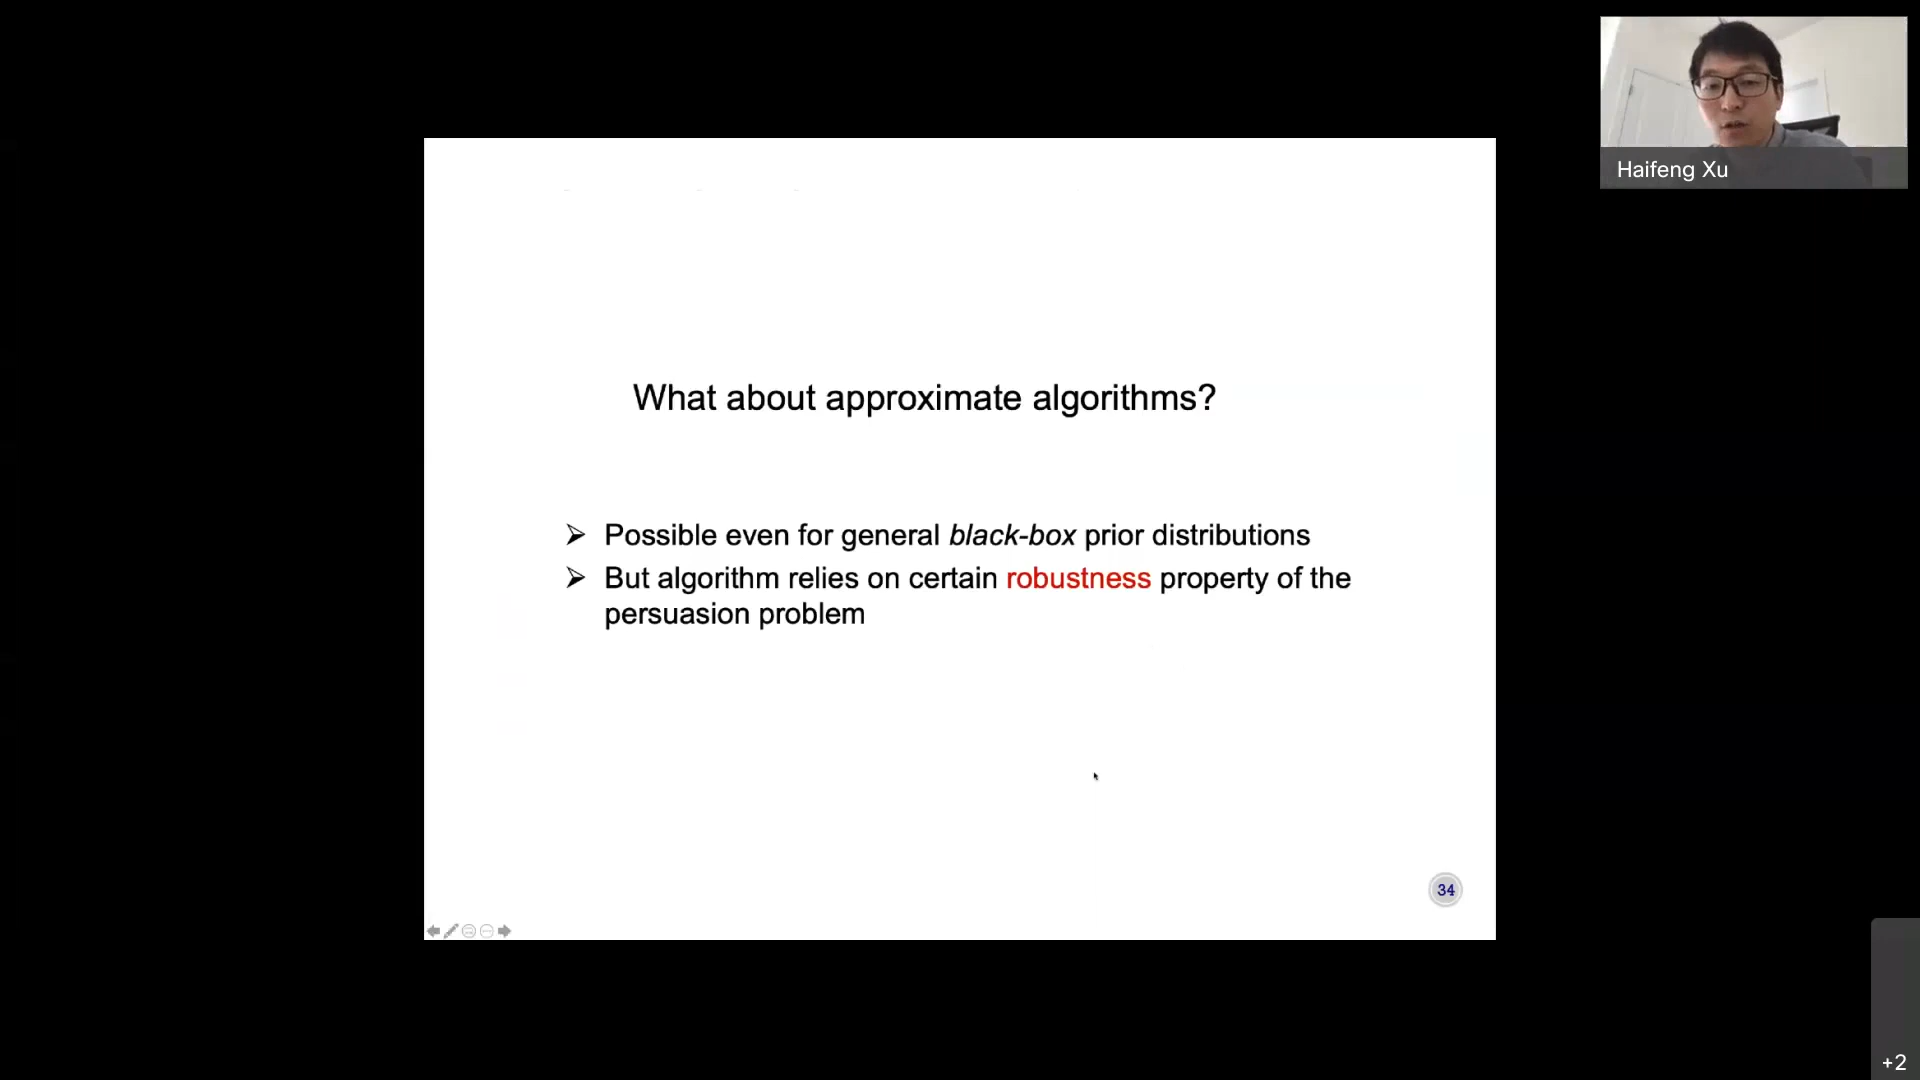 Haifeng Xu
What about approximate algorithms?
➢ Possible even for general black-box prior distributions
➢ But algorithm relies on certain robustness property of the
persuasion problem
34
+2